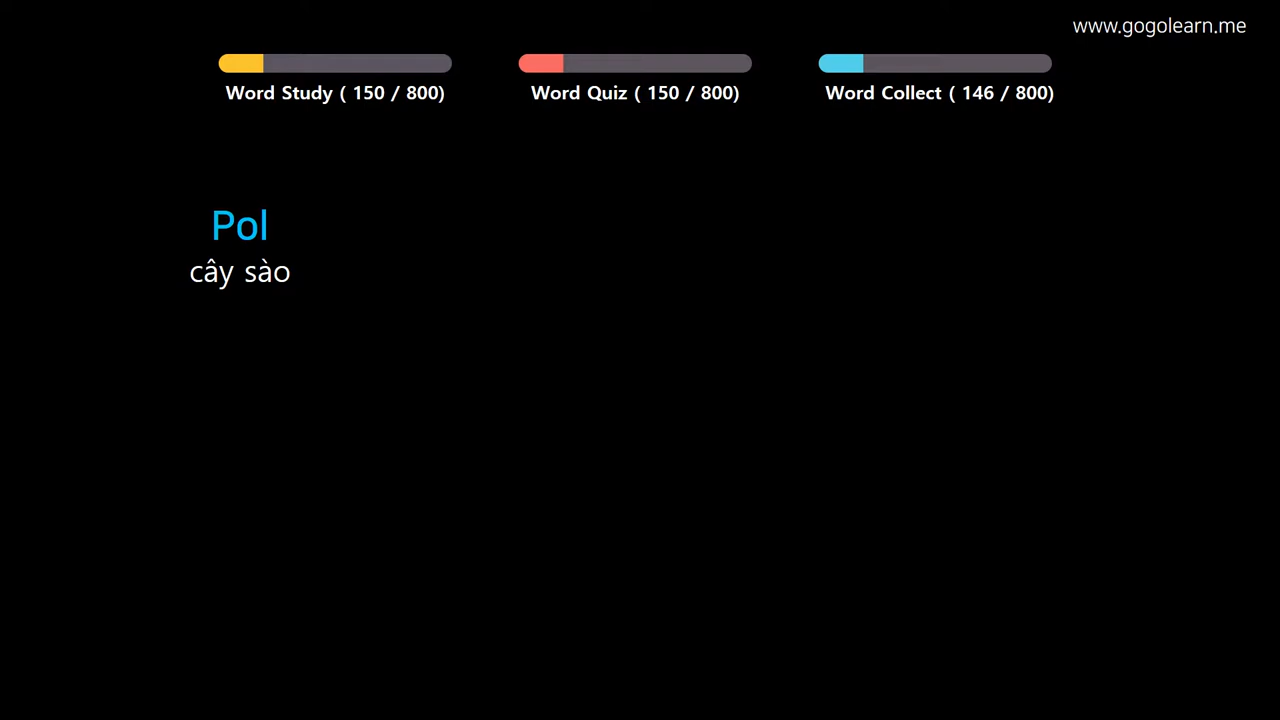 www.gogolearn.me
Word Study ( 150 / 800)
Word Quiz ( 150 / 800)
Word Collect ( 146 / 800)
Pol
cây sào